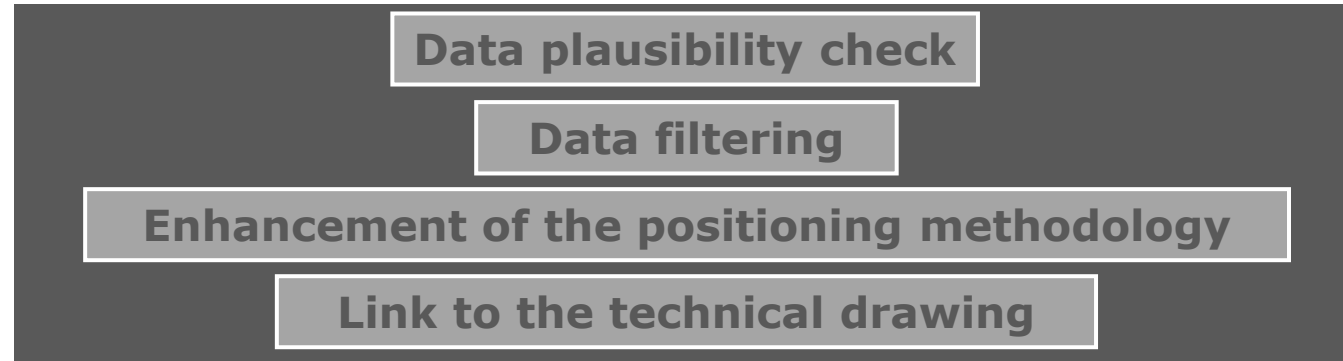 Data plausibility check
Data filtering
Enhancement of the positioning methodology
Link to the technical drawing